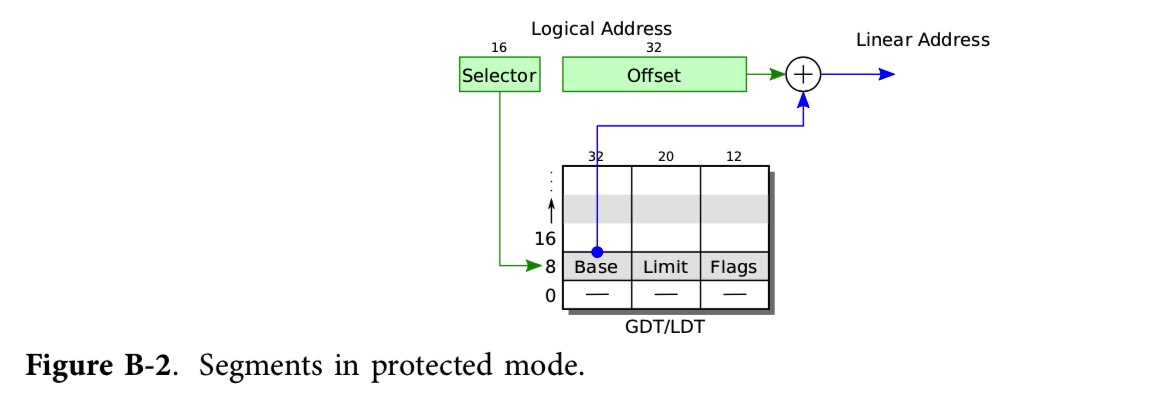 Logical Address
Linear Address
16
32
Selector
Offset
32
20
12
16
8
Base
Limit
Flags
0
—
—
—
GDT/LDT
Figure B-2. Segments in protected mode.